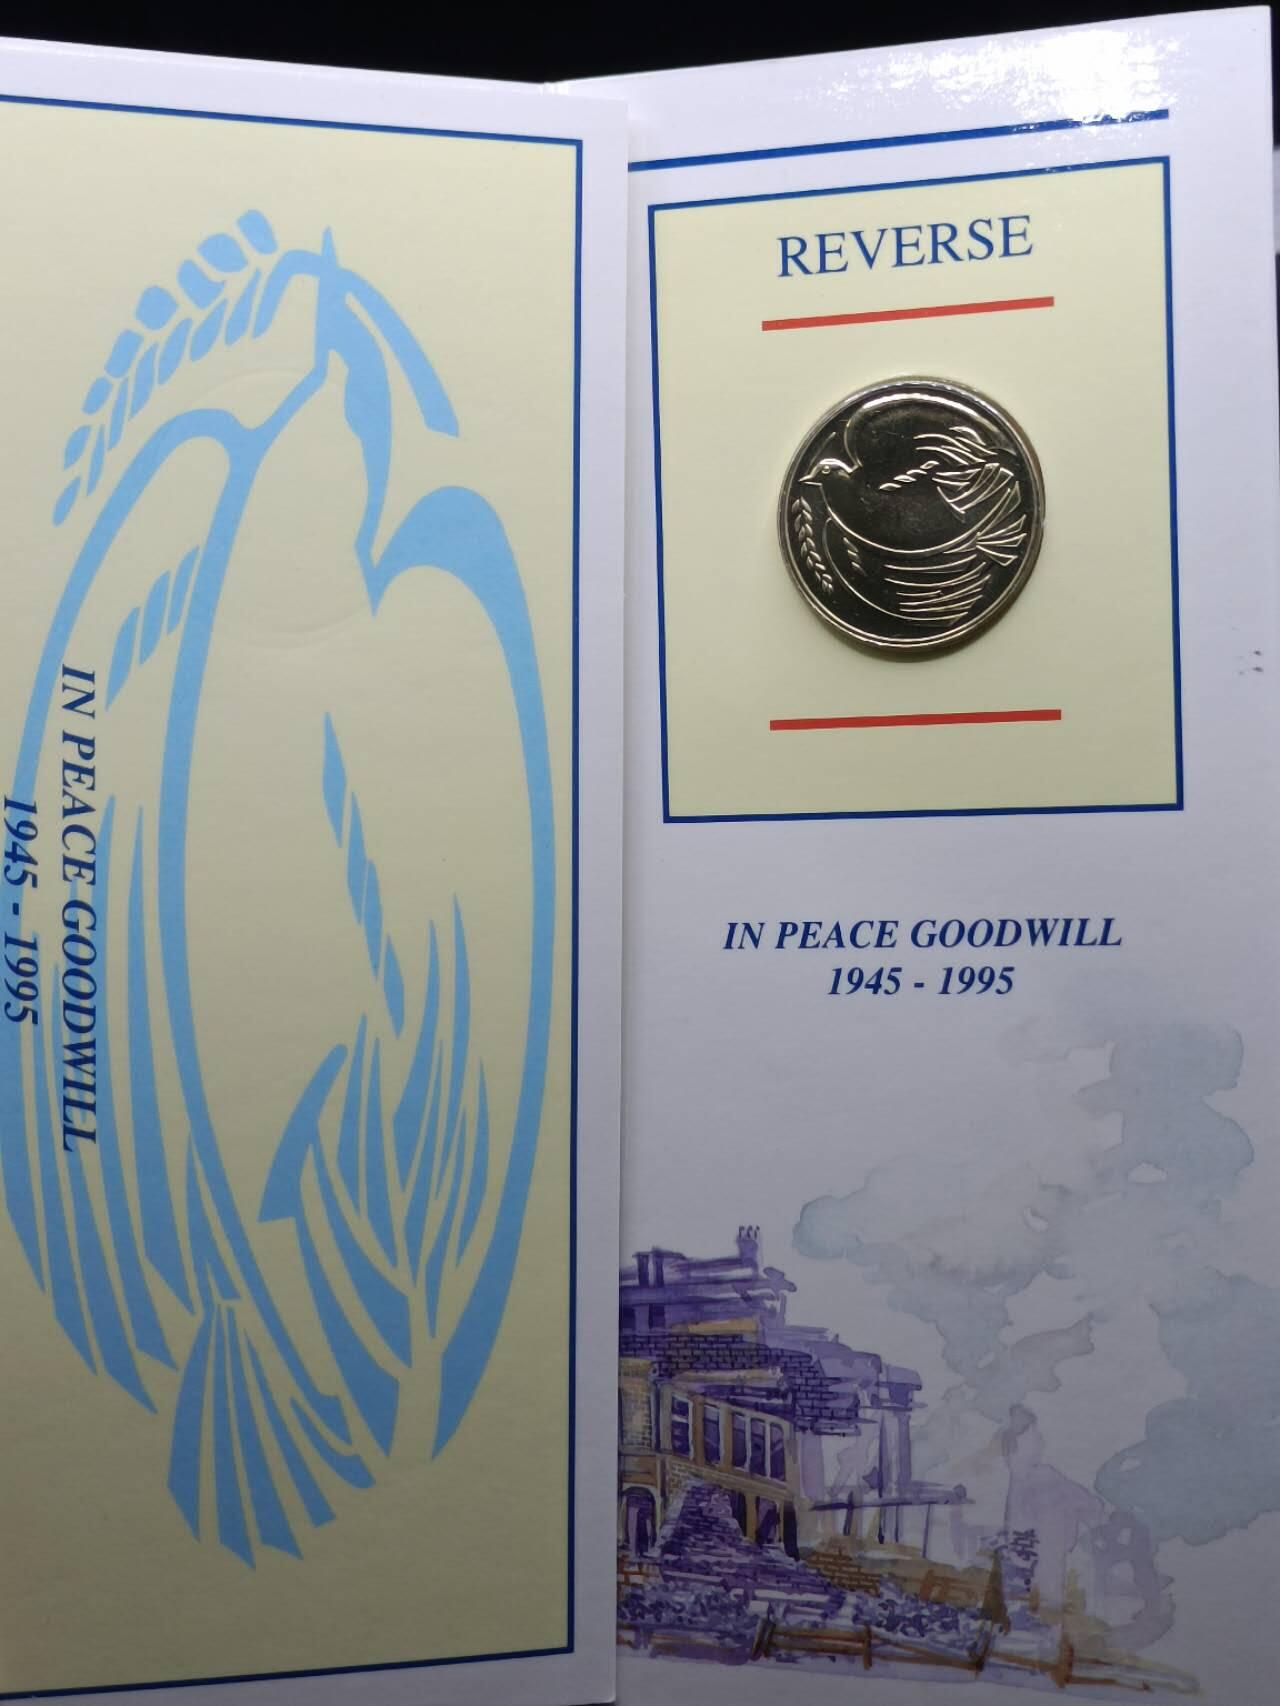 IN PEACE GOODWILL
1945 - 1995
REVERSE
IN PEACE GOODWILL
1945 - 1995